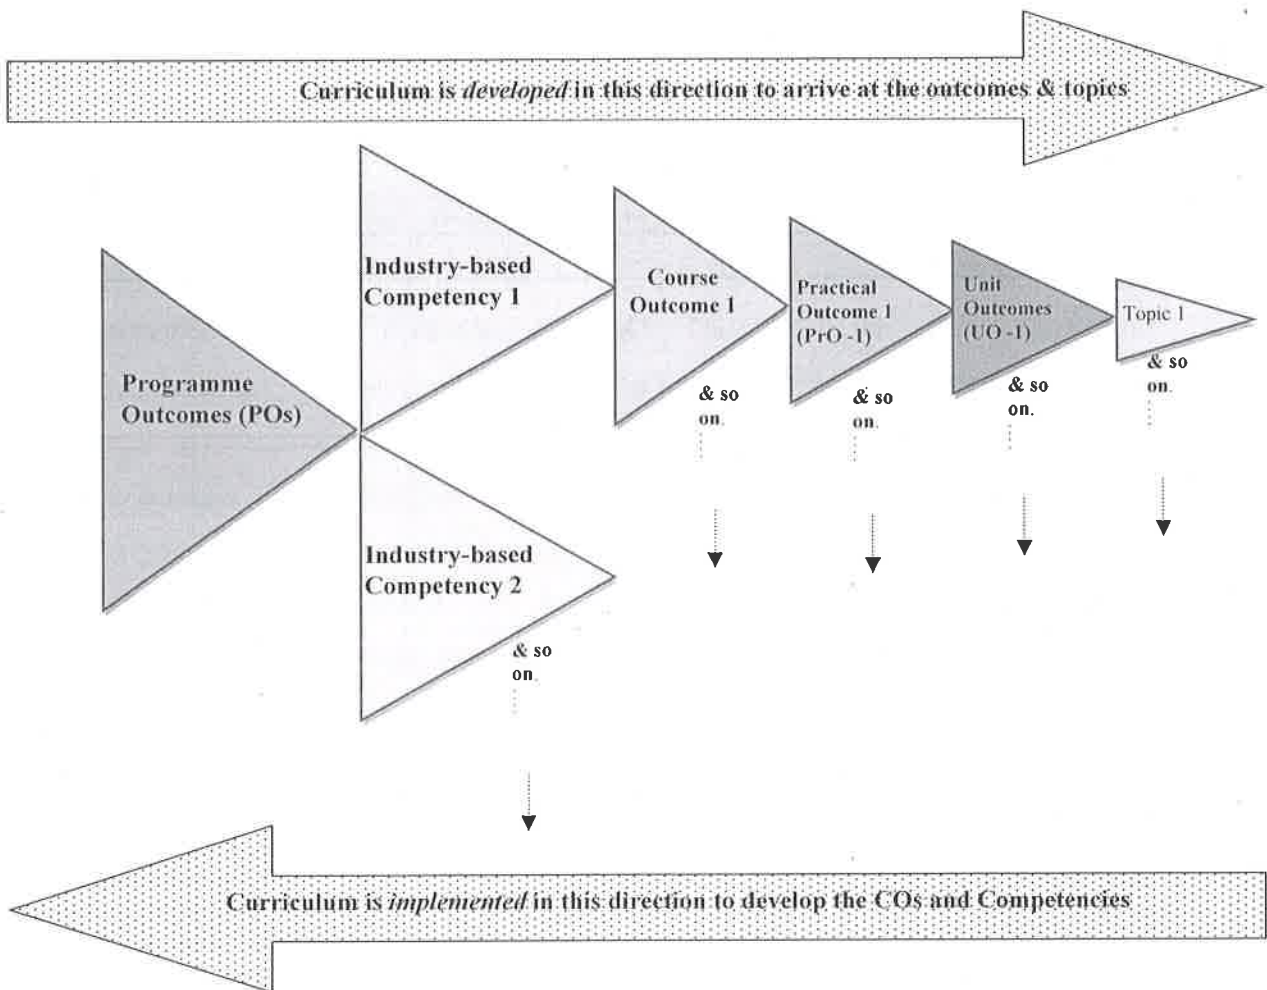 Curriculum is developed in this direction to arrive at the outcomes & topics
Industry-based
Competency 1
Course
Outcome 1
Practical
Outcome 1
(PrO -1)
Unit
Outcomes
(UO -1)
Topic 1
Programme
Outcomes (POs)
& so
on.
& so
on.
& so
on.
& so
on.
Industry-based
Competency 2
& so
on.
Curriculum is implemented in this direction to develop the COs and Competencies